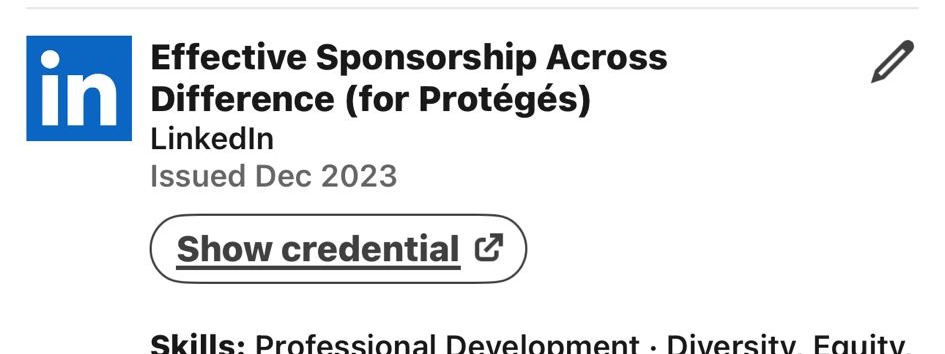 in
Effective Sponsorship Across
Difference (for Protégés)
LinkedIn
Issued Dec 2023
Show credential
Skills: Professional Development · Diversity, Equity,